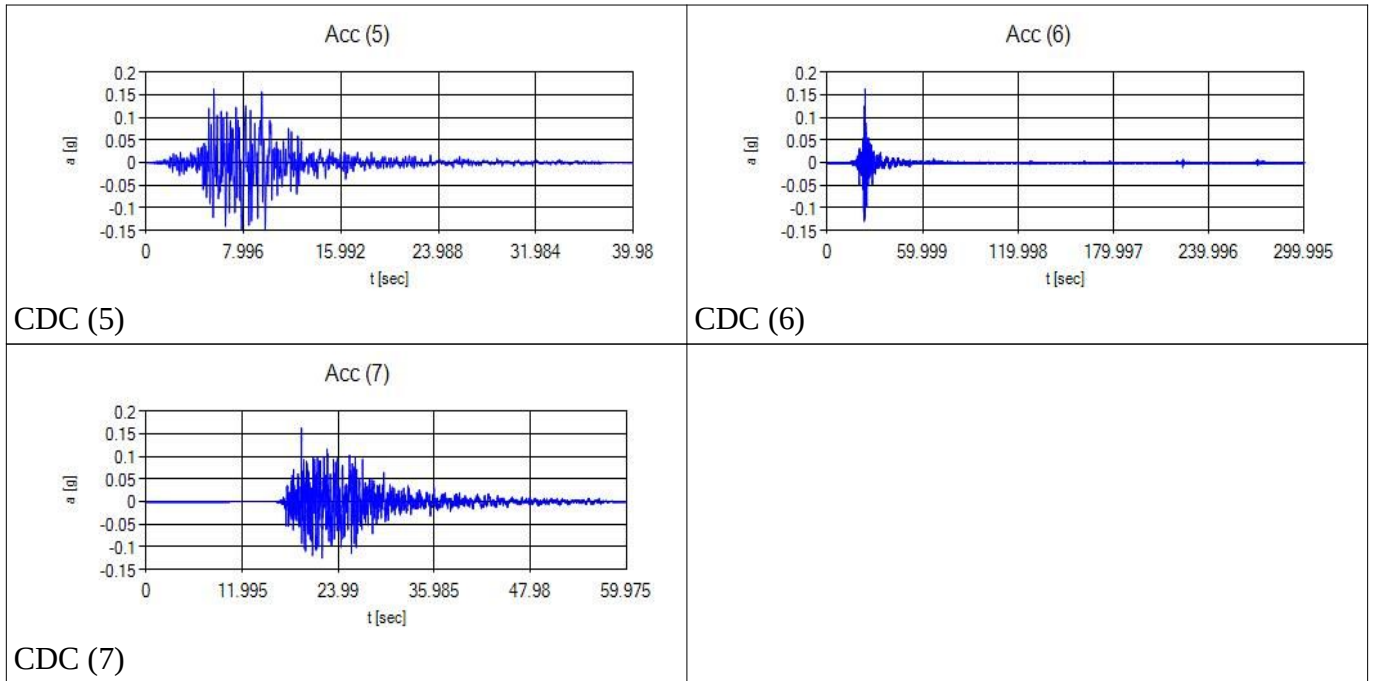 Acc (5)
0.2
0.15
0.1
0.05
0
-0.05
-0.1
-0.15
a [g]
0 7.996 15.992 23.988 31.984 39.98
t [sec]
CDC (5)
Acc (6)
0.2
0.15
0.1
0.05
0
-0.05
-0.1
-0.15
a [g]
0 59.999 119.998 179.997 239.996 299.995
t [sec]
CDC (6)
Acc (7)
0.2
0.15
0.1
0.05
0
-0.05
-0.1
-0.15
a [g]
0 11.995 23.99 35.985 47.98 59.975
t [sec]
CDC (7)